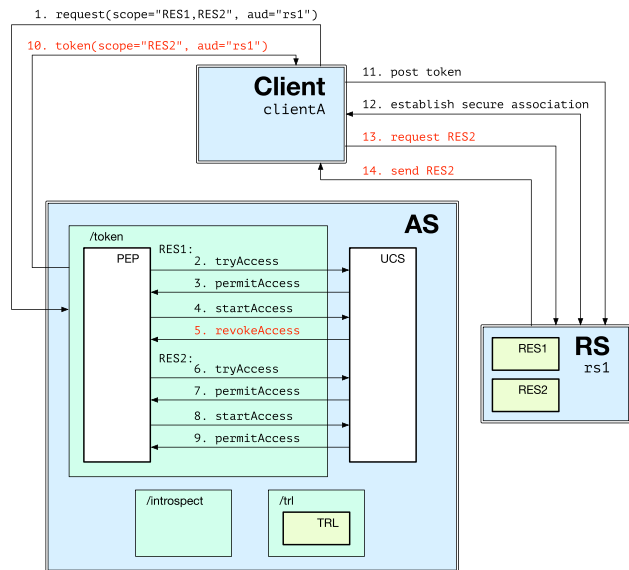 1. request(scope="RES1,RES2", aud="rs1")
10. token(scope="RES2", aud="rs1")
Client
clientA
11. post token
12. establish secure association
13. request RES2
14. send RES2
AS
/token
PEP
UCS
RES1:
2. tryAccess
3. permitAccess
4. startAccess
5. revokeAccess
RES2:
6. tryAccess
7. permitAccess
8. startAccess
9. permitAccess
RS
rs1
RES1
RES2
/introspect
/trl
TRL